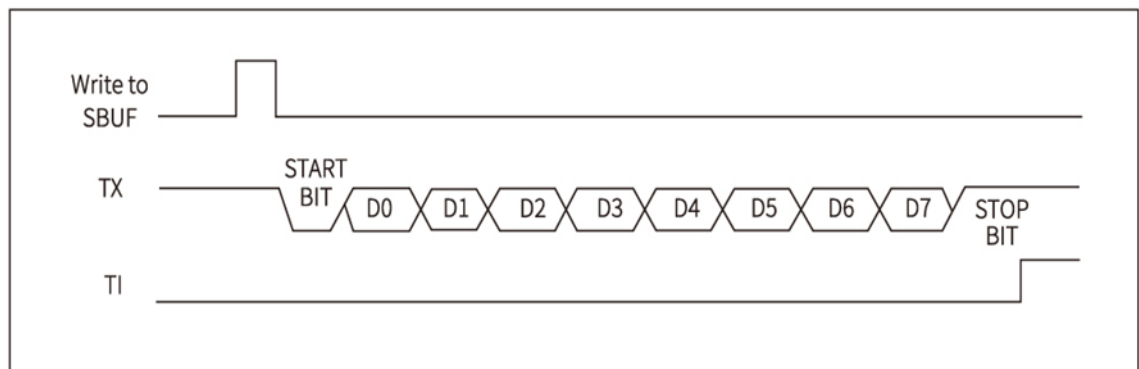 Write to
SBUF
START
BIT
TX
D0 D1 D2 D3 D4 D5 D6 D7
STOP
BIT
TI